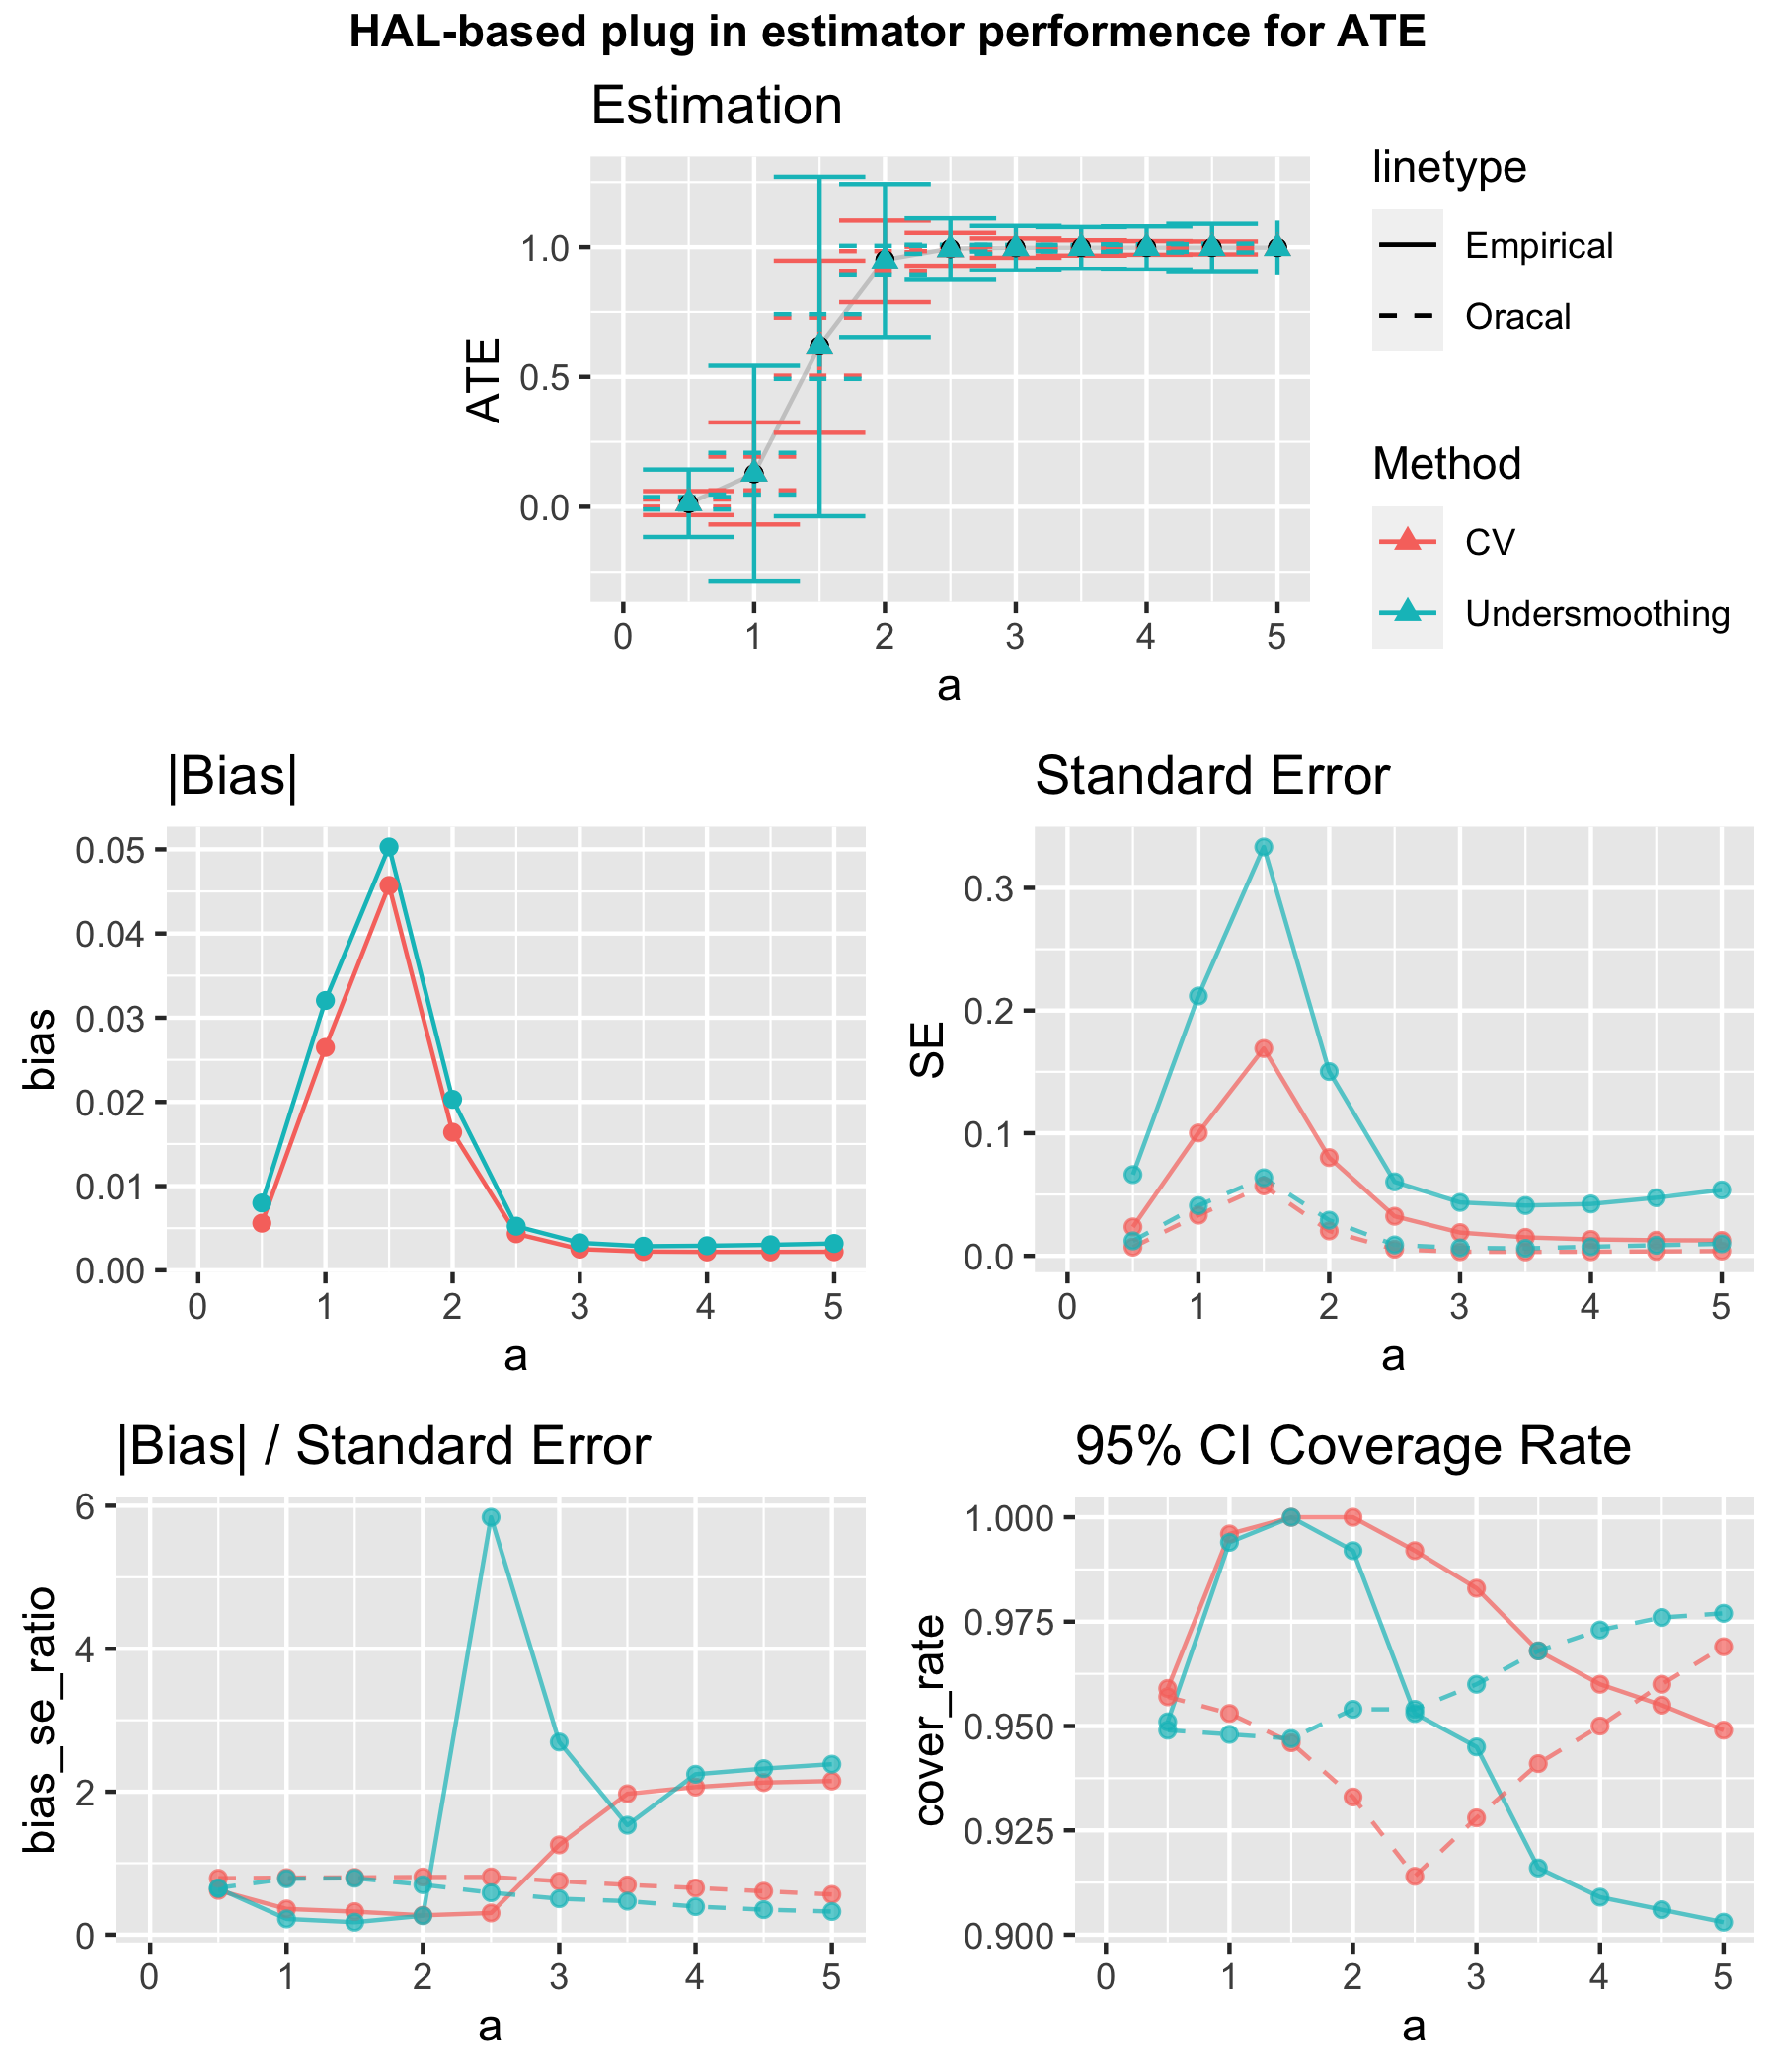 HAL-based plug in estimator performence for ATE
Estimation
ATE
1.0
0.5
0.0
0 1 2 3 4 5
a
linetype
Empirical
Oracal
Method
CV
Undersmoothing
|Bias|
bias
0.05
0.04
0.03
0.02
0.01
0.00
0 1 2 3 4 5
a
Standard Error
SE
0.3
0.2
0.1
0.0
0 1 2 3 4 5
a
|Bias| / Standard Error
bias_se_ratio
6
4
2
0
0 1 2 3 4 5
a
95% CI Coverage Rate
cover_rate
1.000
0.975
0.950
0.925
0.900
0 1 2 3 4 5
a